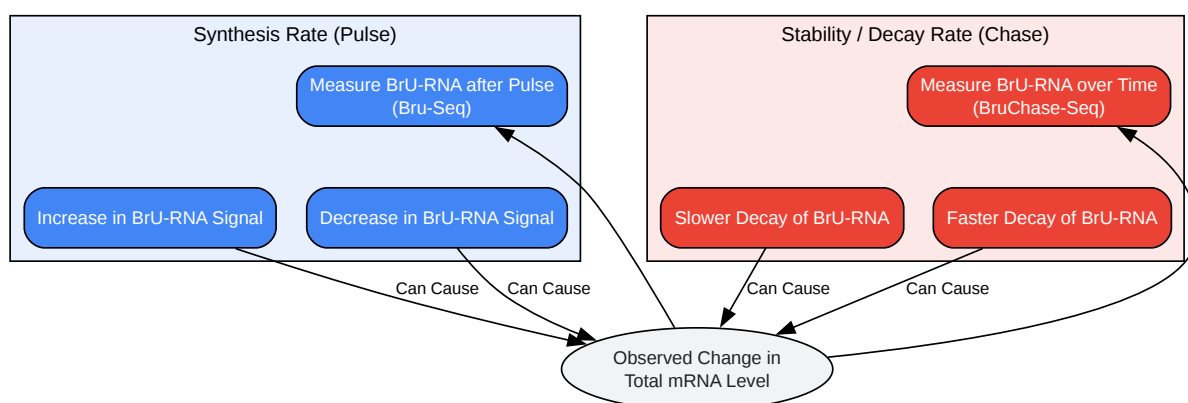 Synthesis Rate (Pulse)
Measure BrU-RNA after Pulse
(Bru-Seq)
Increase in BrU-RNA Signal
Decrease in BrU-RNA Signal
Stability / Decay Rate (Chase)
Measure BrU-RNA over Time
(BruChase-Seq)
Slower Decay of BrU-RNA
Faster Decay of BrU-RNA
Can Cause
Can Cause
Can Cause
Can Cause
Observed Change in
Total mRNA Level